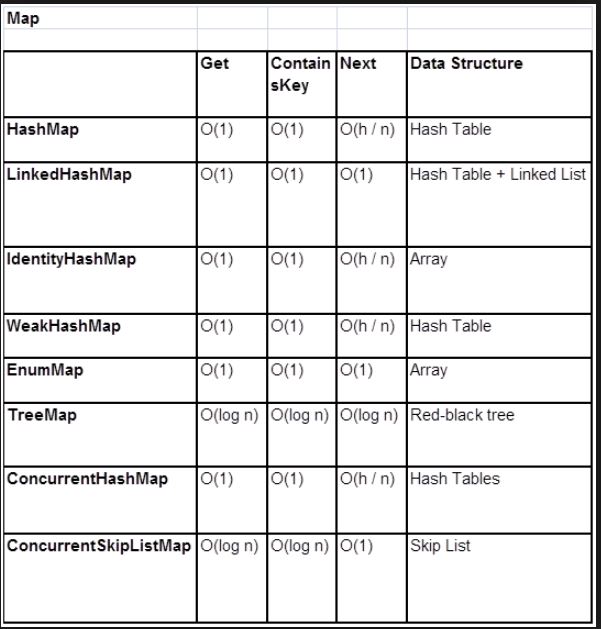 Map
Get Contain Next Data Structure
sKey
HashMap O(1) O(1) O(h / n) Hash Table
LinkedHashMap O(1) O(1) O(1) Hash Table + Linked List
IdentityHashMap O(1) O(1) O(h / n) Array
WeakHashMap O(1) O(1) O(h / n) Hash Table
EnumMap O(1) O(1) O(1) Array
TreeMap O(log n) O(log n) O(log n) Red-black tree
ConcurrentHashMap O(1) O(1) O(h / n) Hash Tables
ConcurrentSkipListMap O(log n) O(log n) O(1) Skip List